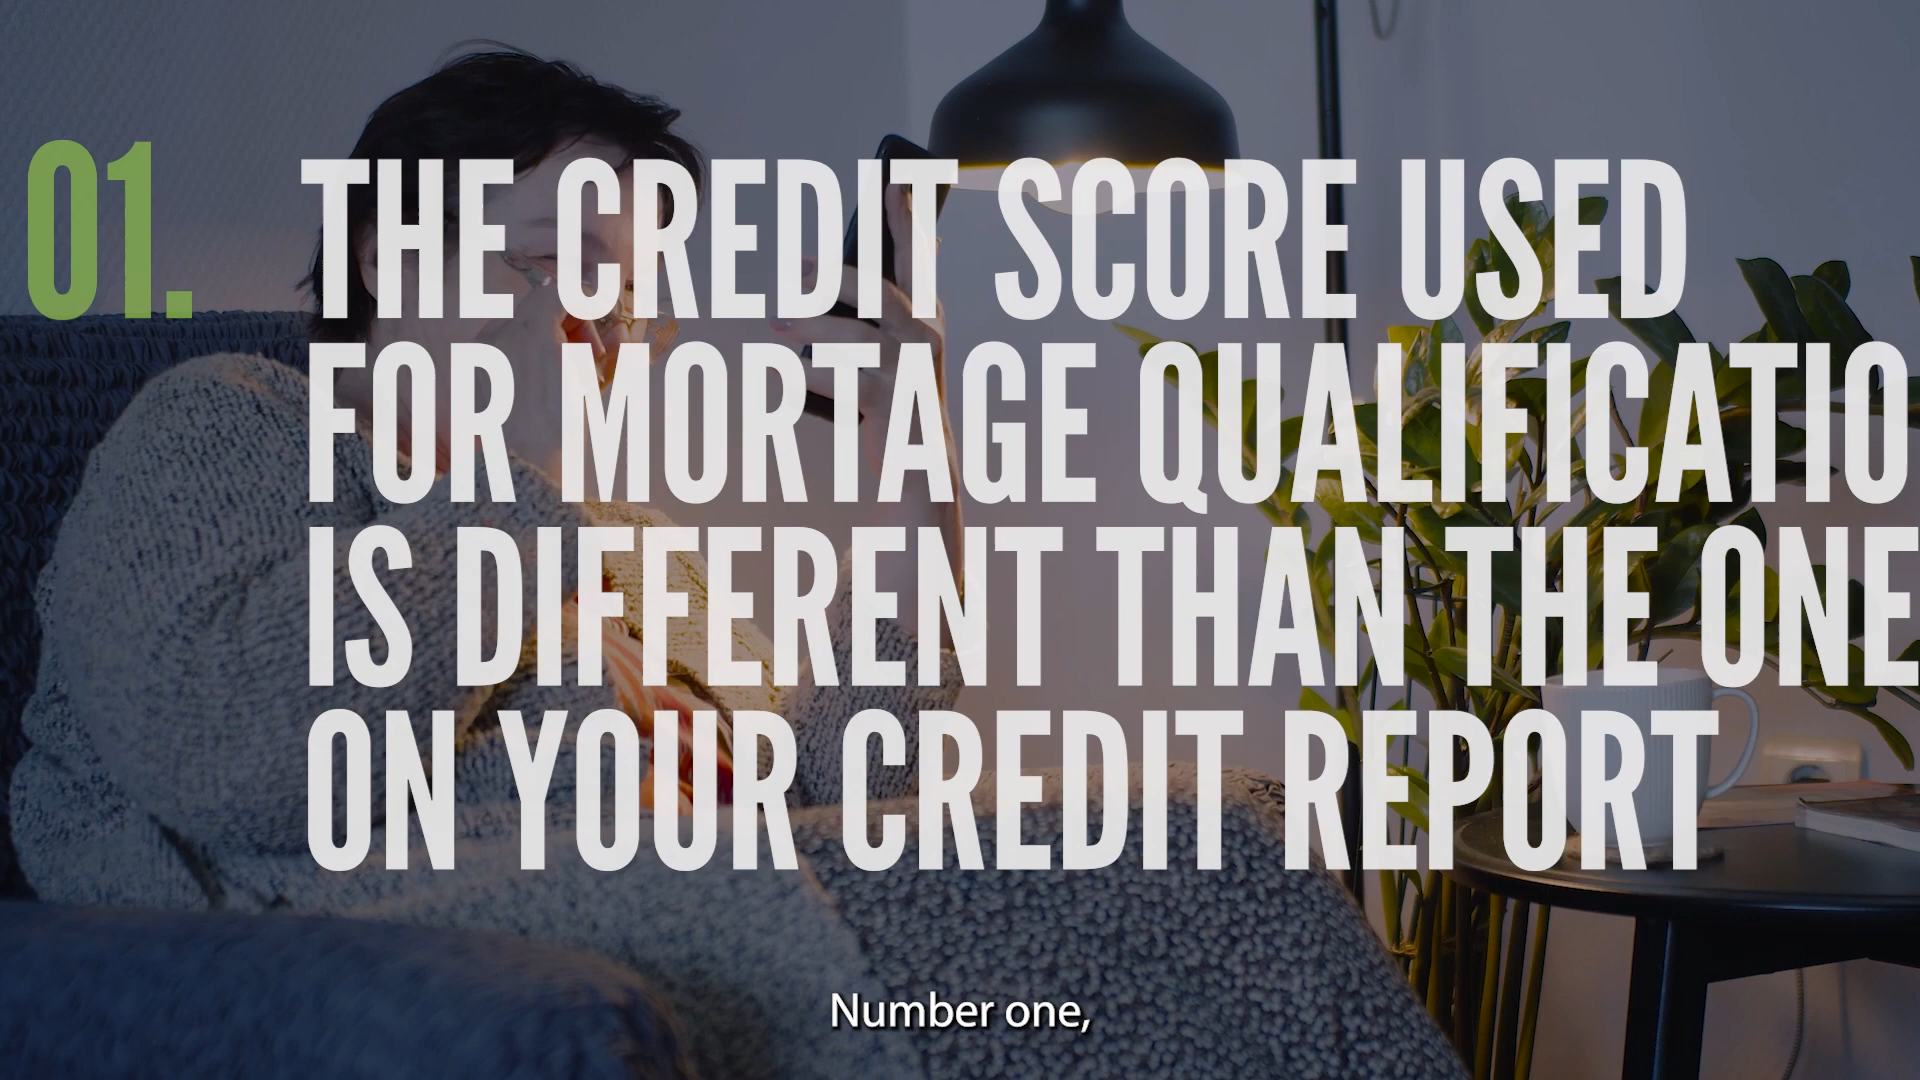 01. THE CREDIT SCORE USED
FOR MORTAGE QUALIFICATIO
IS DIFFERENT THAN THE ONE
ON YOUR CREDIT REPORT
Number one,